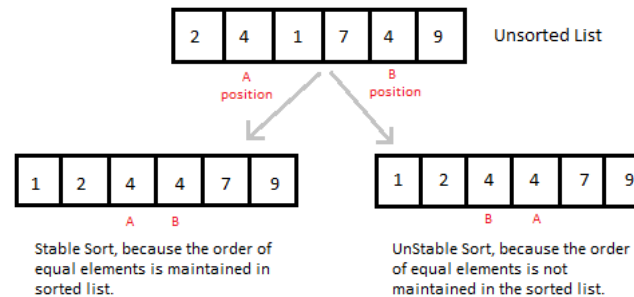 2 4 1 7 4 9 Unsorted List
A position B position
1 2 4 4 7 9
A B
Stable Sort, because the order of
equal elements is maintained in
sorted list.
1 2 4 4 7 9
B A
UnStable Sort, because the order
of equal elements is not
maintained in the sorted list.